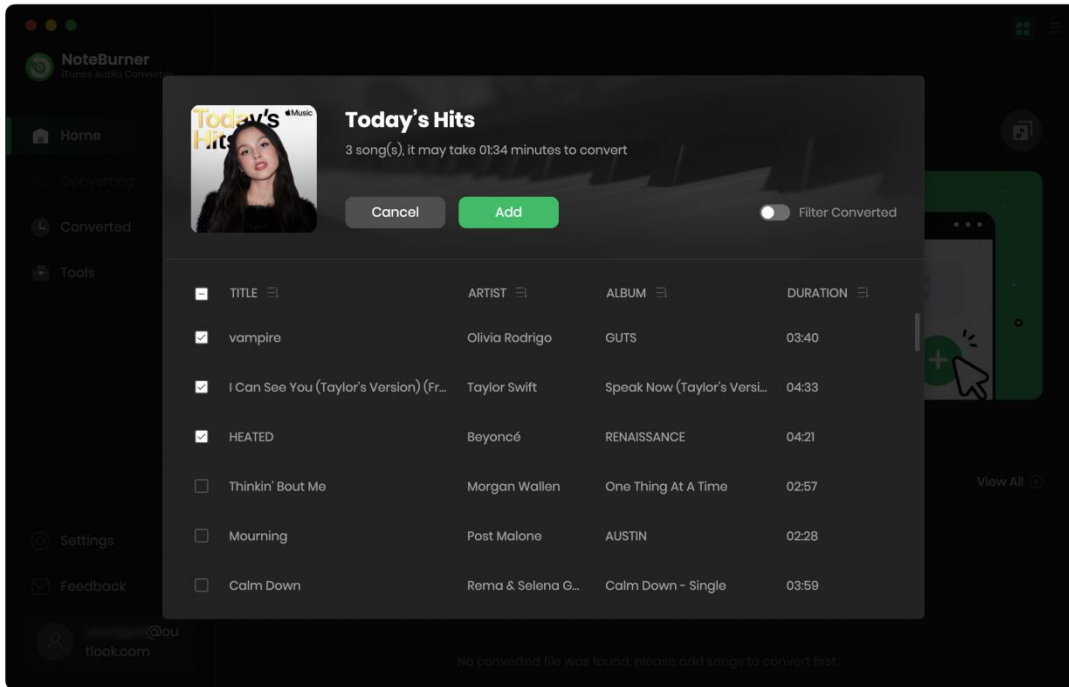 NoteBurner
iTunes Audio Converter
Home
Converting
Converted
Tools
Settings
Feedback
@ou
tlook.com
Today's Hits
Music
Today's Hits
3 song(s), it may take 01:34 minutes to convert
Cancel
Add
Filter Converted
TITLE ARTIST ALBUM DURATION
vampire Olivia Rodrigo GUTS 03:40
I Can See You (Taylor's Version) (Fr... Taylor Swift Speak Now (Taylor's Versi... 04:33
HEATED Beyoncé RENAISSANCE 04:21
Thinkin' Bout Me Morgan Wallen One Thing At A Time 02:57
Mourning Post Malone AUSTIN 02:28
Calm Down Rema & Selena G... Calm Down - Single 03:59
View All
No converted file was found, please add songs to convert first.